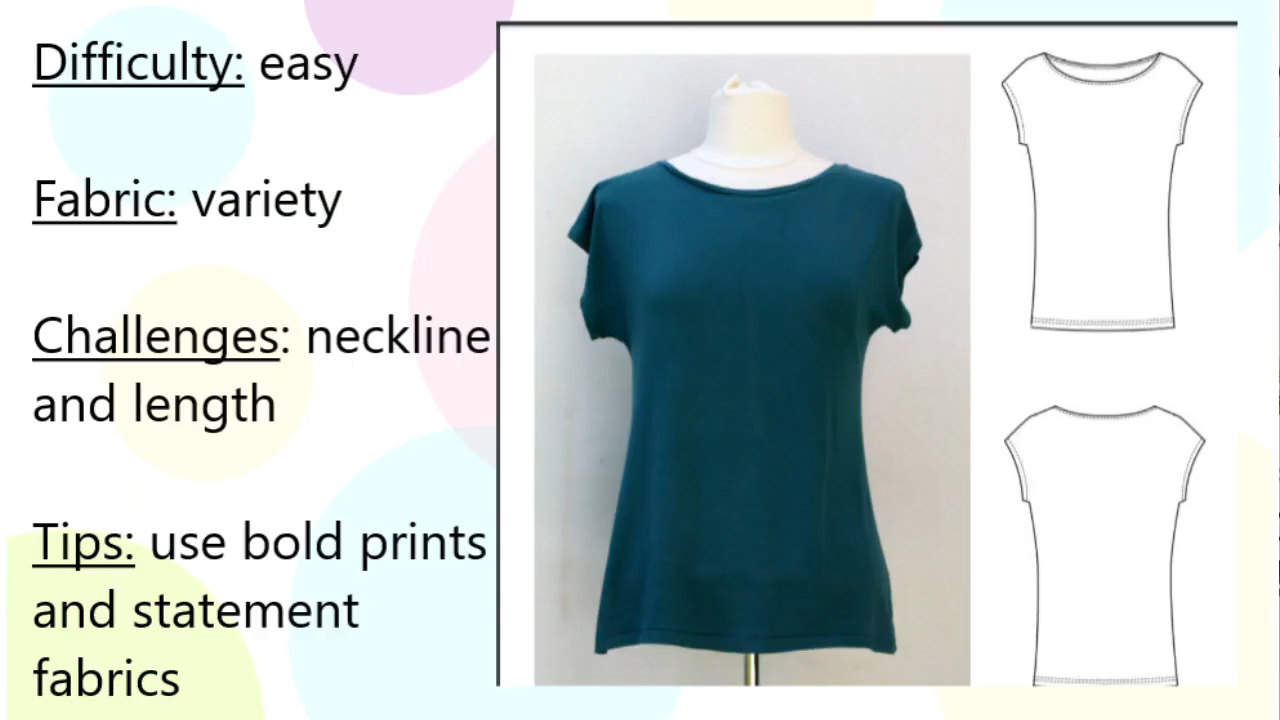 Difficulty: easy
Fabric: variety
Challenges: neckline
and length
Tips: use bold prints
and statement
fabrics